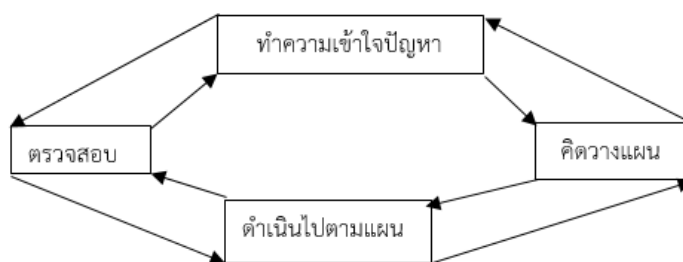 ทำความเข้าใจปัญหา
ตรวจสอบ
คิดวางแผน
ดำเนินไปตามแผน